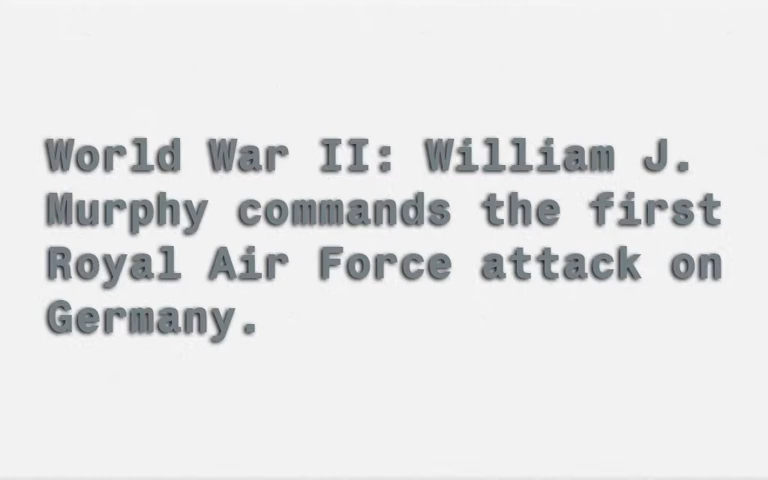 World War II: William J.
Murphy commands the first
Royal Air Force attack on
Germany.